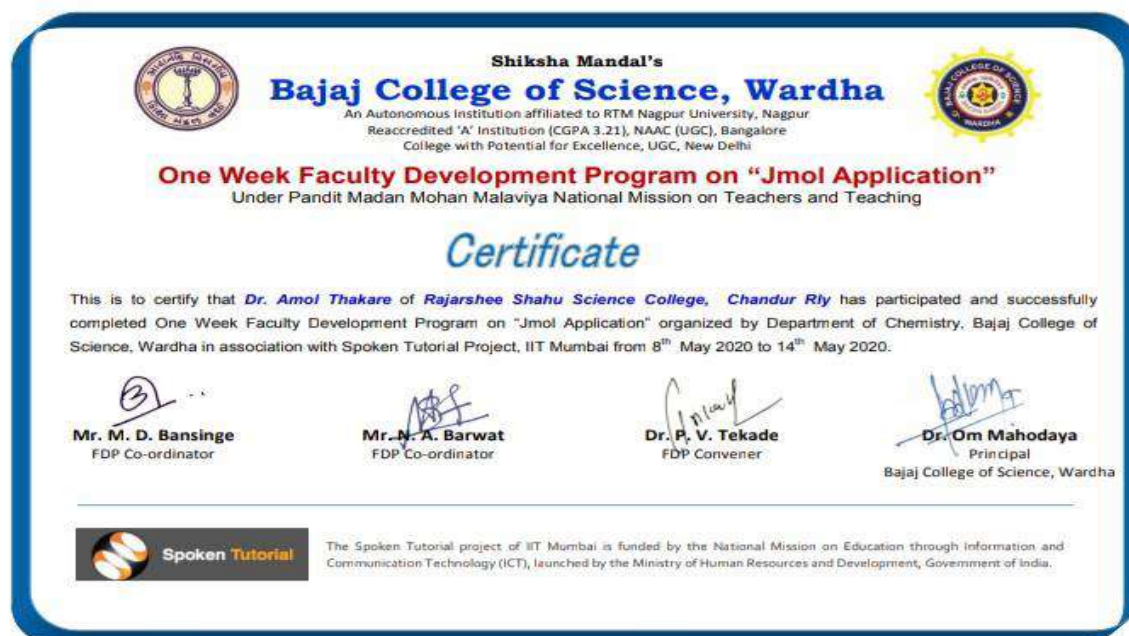 Shiksha Mandal's
Bajaj College of Science, Wardha
An Autonomous Institution affiliated to RTM Nagpur University, Nagpur
Reaccredited 'A' Institution (CGPA 3.21), NAAC (UGC), Bangalore
College with Potential for Excellence, UGC, New Delhi
BAJAJ COLLEGE OF SCIENCE
WARDHA
One Week Faculty Development Program on “Jmol Application”
Under Pandit Madan Mohan Malaviya National Mission on Teachers and Teaching
Certificate
This is to certify that Dr. Amol Thakare of Rajarshee Shahu Science College, Chandur Rly has participated and successfully
completed One Week Faculty Development Program on “Jmol Application” organized by Department of Chemistry, Bajaj College of
Science, Wardha in association with Spoken Tutorial Project, IIT Mumbai from 8th May 2020 to 14th May 2020.
Mr. M. D. Bansinge
FDP Co-ordinator
Mr. N. A. Barwat
FDP Co-ordinator
Dr. P. V. Tekade
FDP Convener
Dr. Om Mahodaya
Principal
Bajaj College of Science, Wardha
Spoken Tutorial
The Spoken Tutorial project of IIT Mumbai is funded by the National Mission on Education through Information and
Communication Technology (ICT), launched by the Ministry of Human Resources and Development, Government of India.